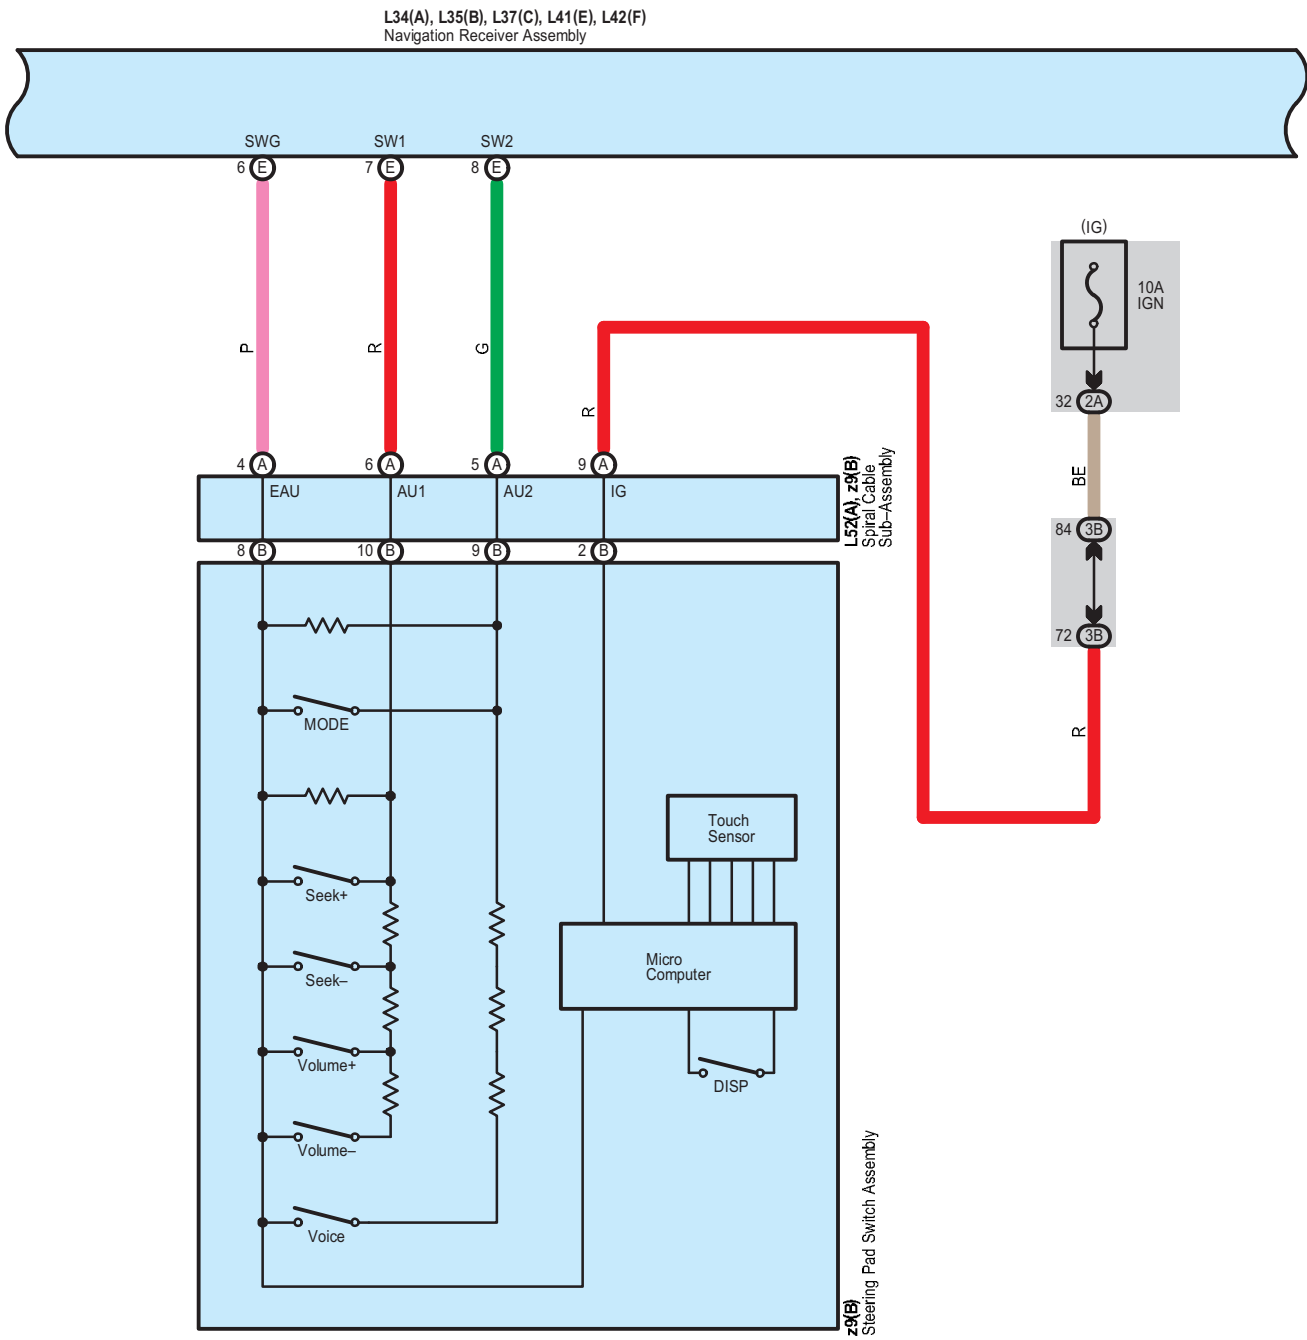 L34(A), L35(B), L37(C), L41(E), L42(F)
Navigation Receiver Assembly
SWG
SW1
SW2
6 E
7 E
8 E
(IG)
10A
IGN
32 2A
P
R
G
R
BE
84 3B
72 3B
R
4 A
6 A
5 A
9 A
EAU
AU1
AU2
IG
L52(A), z9(B)
Spiral Cable
Sub–Assembly
8 B
10 B
9 B
2 B
MODE
Touch
Sensor
Seek+
Micro
Computer
Seek–
Volume+
DISP
Volume–
Voice
z9(B)
Steering Pad Switch Assembly